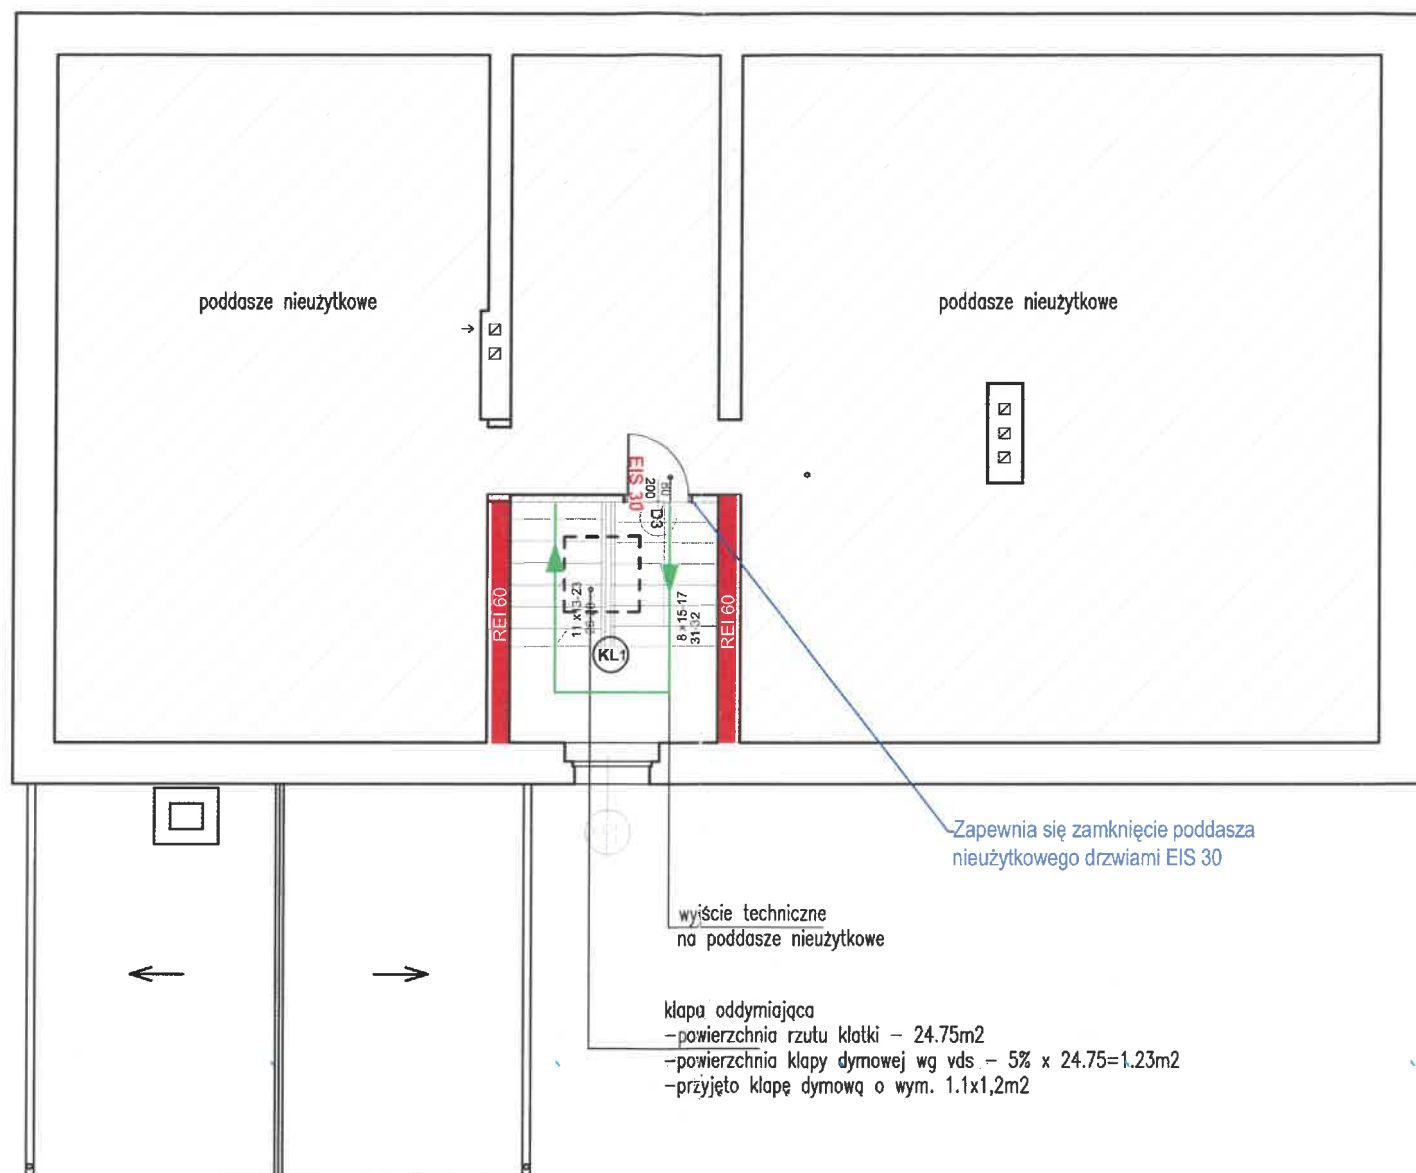 poddasze nieużytkowe
poddasze nieużytkowe
EIS 30
80
200
D3
REI 60
REI 60
11 x13-23
8 x 15-17
31-32
KL1
Zapewnia się zamknięcie poddasza
nieużytkowego drzwiami EIS 30
wyjście techniczne
na poddasze nieużytkowe
klapa oddymiająca
-powierzchnia rzutu klatki - 24.75m2
-powierzchnia klapy dymowej wg vds - 5% x 24.75=1.23m2
-przyjęto klapę dymową o wym. 1.1x1,2m2